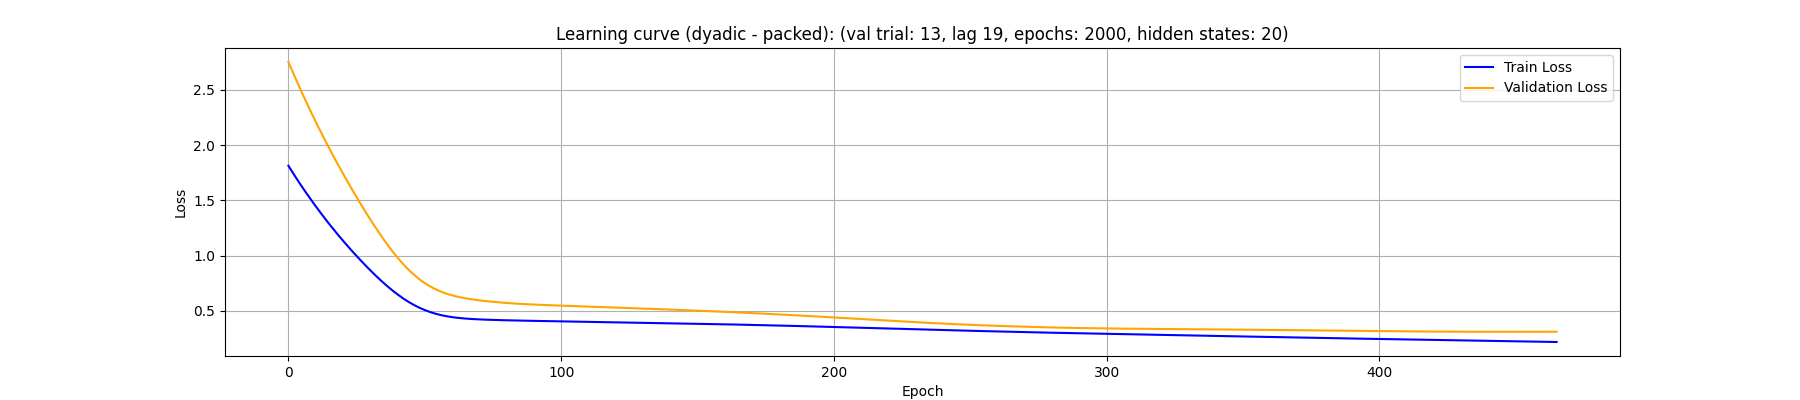 Learning curve (dyadic - packed): (val trial: 13, lag 19, epochs: 2000, hidden states: 20)
Train Loss
Validation Loss
2.5
2.0
1.5
1.0
0.5
Loss
0 100 200 300 400
Epoch